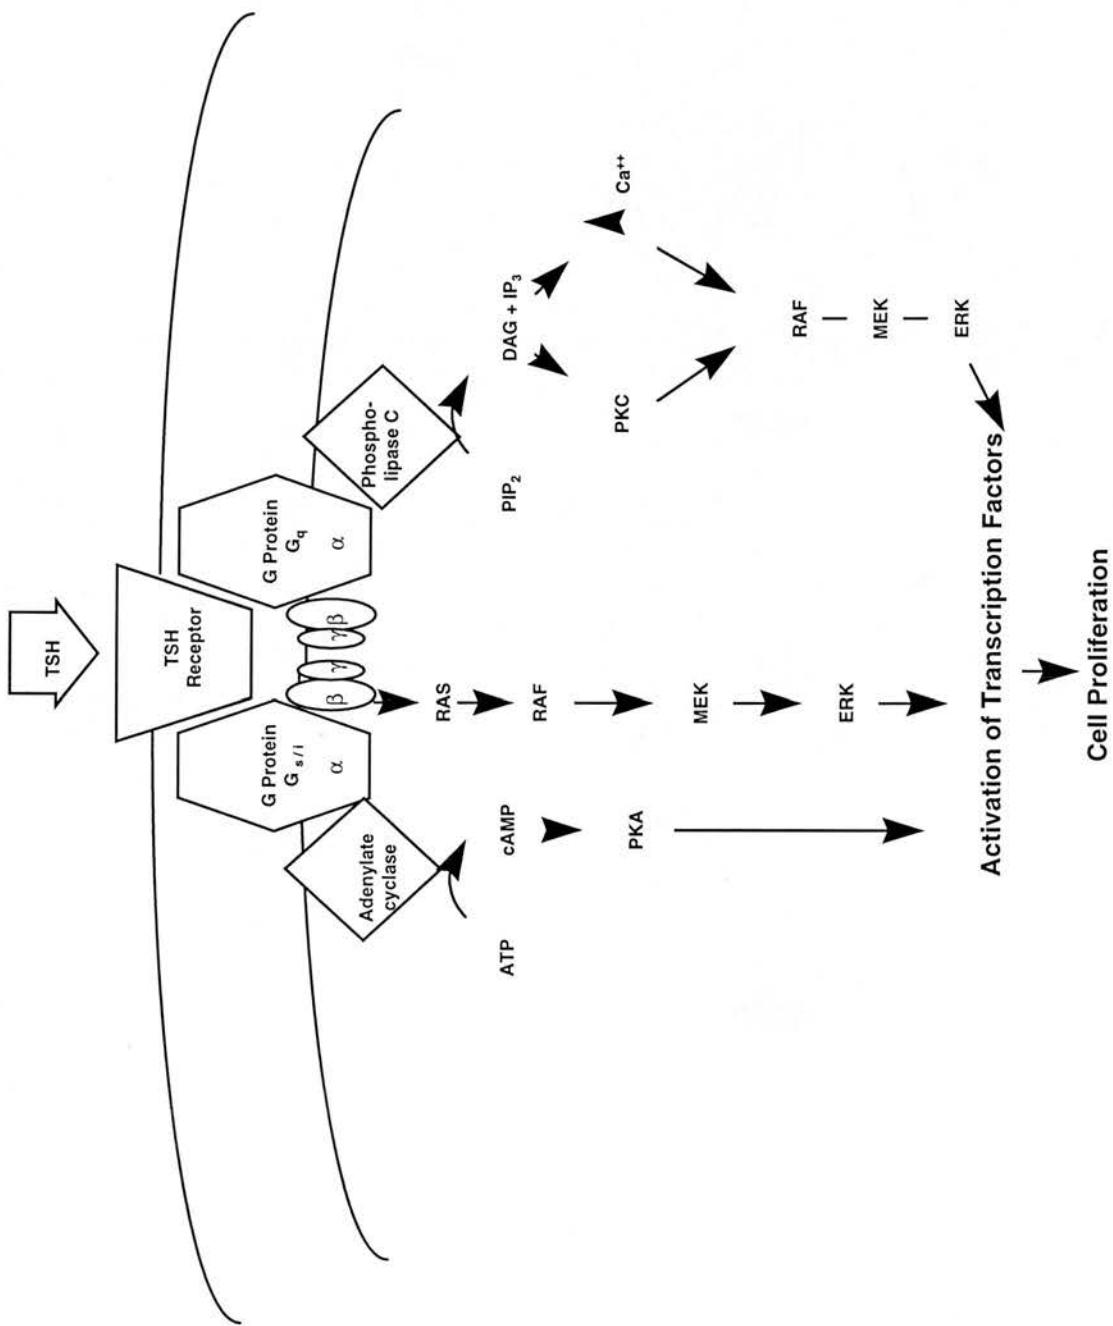 TSH
TSH
Receptor
G Protein
G s / i
α
β
γ
γ
β
G Protein
Gq
α
Adenylate
cyclase
Phospho-
lipase C
ATP
cAMP
PKA
RAS
RAF
MEK
ERK
PIP2
DAG + IP3
PKC
Ca++
RAF
MEK
ERK
Activation of Transcription Factors
Cell Proliferation